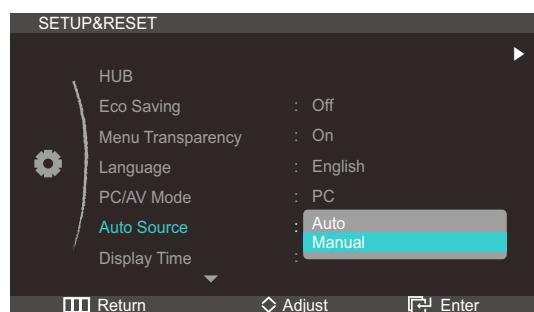 SETUP&RESET
HUB
Eco Saving : Off
Menu Transparency : On
Language : English
PC/AV Mode : PC
Auto Source : Auto
Manual
Display Time :
Return Adjust Enter